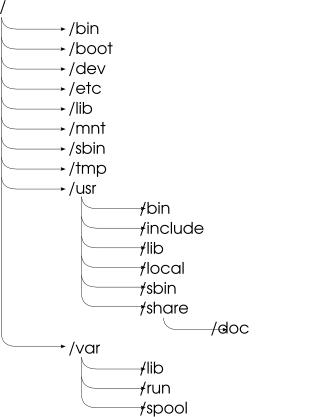 /
/bin
/boot
/dev
/etc
/lib
/mnt
/sbin
/tmp
/usr
/bin
/include
/lib
/local
/sbin
/share
/doc
/var
/lib
/run
/spool